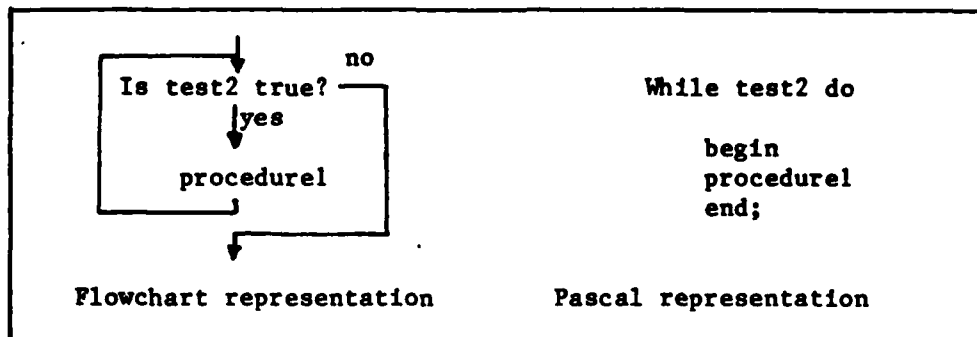 no
Is test2 true?
yes
procedure1
Flowchart representation
While test2 do
begin
procedure1
end;
Pascal representation